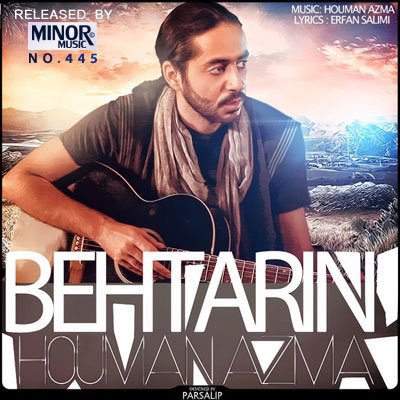 RELEASED BY
MINOR
MUSIC
NO.445
MUSIC: HOUMAN AZMA
LYRICS : ERFAN SALIMI
BEHTARIN
HOUMAN AZMA
DESIGNED BY
PARSALIP